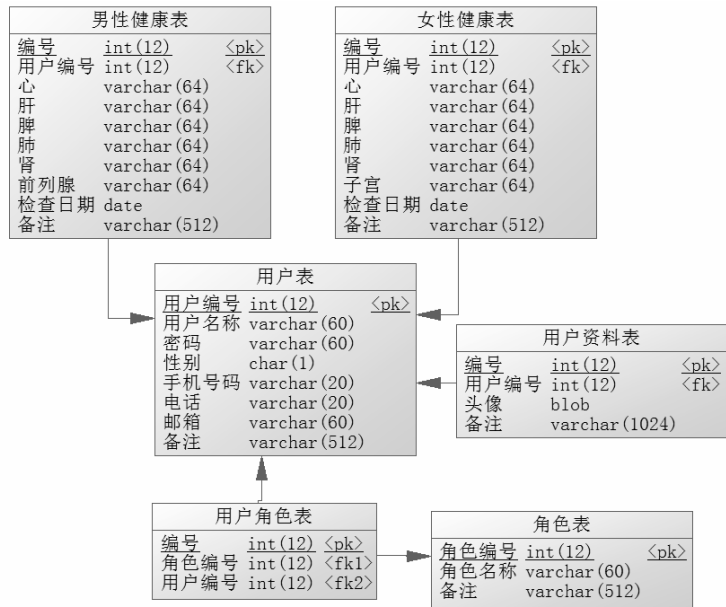 男性健康表
编号 int(12) <pk>
用户编号 int(12) <fk>
心 varchar(64)
肝 varchar(64)
脾 varchar(64)
肺 varchar(64)
肾 varchar(64)
前列腺 varchar(64)
检查日期 date
备注 varchar(512)
女性健康表
编号 int(12) <pk>
用户编号 int(12) <fk>
心 varchar(64)
肝 varchar(64)
脾 varchar(64)
肺 varchar(64)
肾 varchar(64)
子宫 varchar(64)
检查日期 date
备注 varchar(512)
用户表
用户编号 int(12) <pk>
用户名称 varchar(60)
密码 varchar(60)
性别 char(1)
手机号码 varchar(20)
电话 varchar(20)
邮箱 varchar(60)
备注 varchar(512)
用户资料表
编号 int(12) <pk>
用户编号 int(12) <fk>
头像 blob
备注 varchar(1024)
用户角色表
编号 int(12) <pk>
角色编号 int(12) <fk1>
用户编号 int(12) <fk2>
角色表
角色编号 int(12) <pk>
角色名称 varchar(60)
备注 varchar(512)